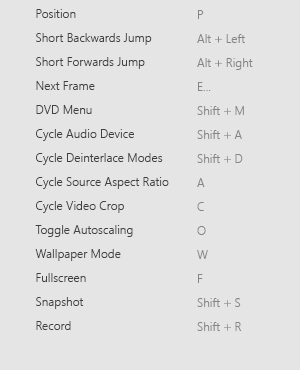 Position P
Short Backwards Jump Alt + Left
Short Forwards Jump Alt + Right
Next Frame E...
DVD Menu Shift + M
Cycle Audio Device Shift + A
Cycle Deinterlace Modes Shift + D
Cycle Source Aspect Ratio A
Cycle Video Crop C
Toggle Autoscaling O
Wallpaper Mode W
Fullscreen F
Snapshot Shift + S
Record Shift + R